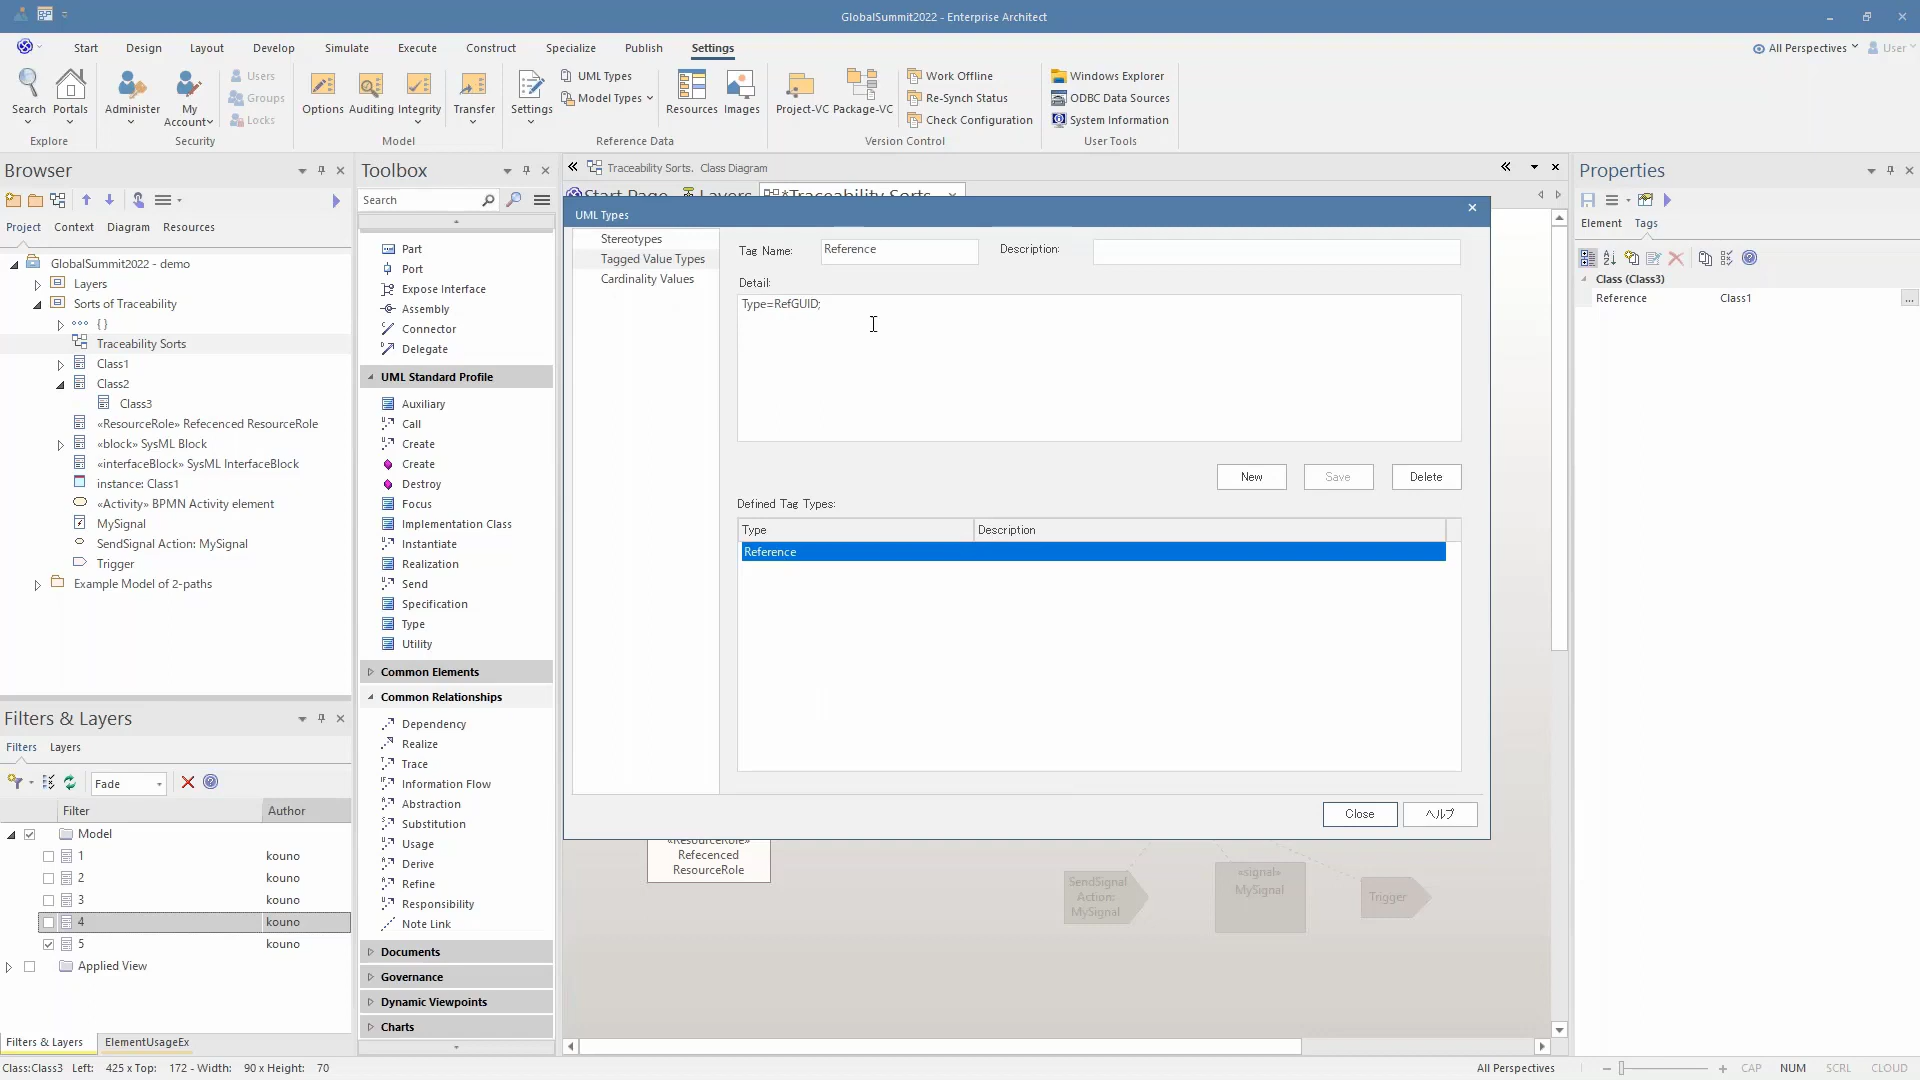 GlobalSummit2022 - Enterprise Architect
Start Design Layout Develop Simulate Execute Construct Specialize Publish Settings
All Perspectives User
Search Portals
Explore
Administer My Account Users Groups Locks
Security
Options Auditing Integrity Transfer
Model
Settings UML Types Model Types Resources Images
Reference Data
Project-VC Package-VC Work Offline Re-Synch Status Check Configuration
Version Control
Windows Explorer ODBC Data Sources System Information
User Tools
Browser
Project Context Diagram Resources
GlobalSummit2022 - demo
Layers
Sorts of Traceability
{ }
Traceability Sorts
Class1
Class2
Class3
«ResourceRole» Refecenced ResourceRole
«block» SysML Block
«interfaceBlock» SysML InterfaceBlock
instance: Class1
«Activity» BPMN Activity element
MySignal
SendSignal Action: MySignal
Trigger
Example Model of 2-paths
Filters & Layers
Filters Layers
Fade
Filter Author
Model
1 kouno
2 kouno
3 kouno
4 kouno
5 kouno
Applied View
Filters & Layers ElementUsageEx
Toolbox
Search
Part
Port
Expose Interface
Assembly
Connector
Delegate
UML Standard Profile
Auxiliary
Call
Create
Create
Destroy
Focus
Implementation Class
Instantiate
Realization
Send
Specification
Type
Utility
Common Elements
Common Relationships
Dependency
Realize
Trace
Information Flow
Abstraction
Substitution
Usage
Derive
Refine
Responsibility
Note Link
Documents
Governance
Dynamic Viewpoints
Charts
Traceability Sorts. Class Diagram
Start Page Layers *Traceability Sorts
UML Types
Stereotypes
Tagged Value Types
Cardinality Values
Tag Name: Reference Description:
Detail:
Type=RefGUID;
New Save Delete
Defined Tag Types:
Type Description
Reference
Close ヘルプ
«ResourceRole»
Refecenced
ResourceRole
SendSignal
Action:
MySignal
«signal»
MySignal
Trigger
Properties
Element Tags
Class (Class3)
Reference Class1
...
Class:Class3 Left: 425 x Top: 172 - Width: 90 x Height: 70
All Perspectives
CAP NUM SCRL CLOUD